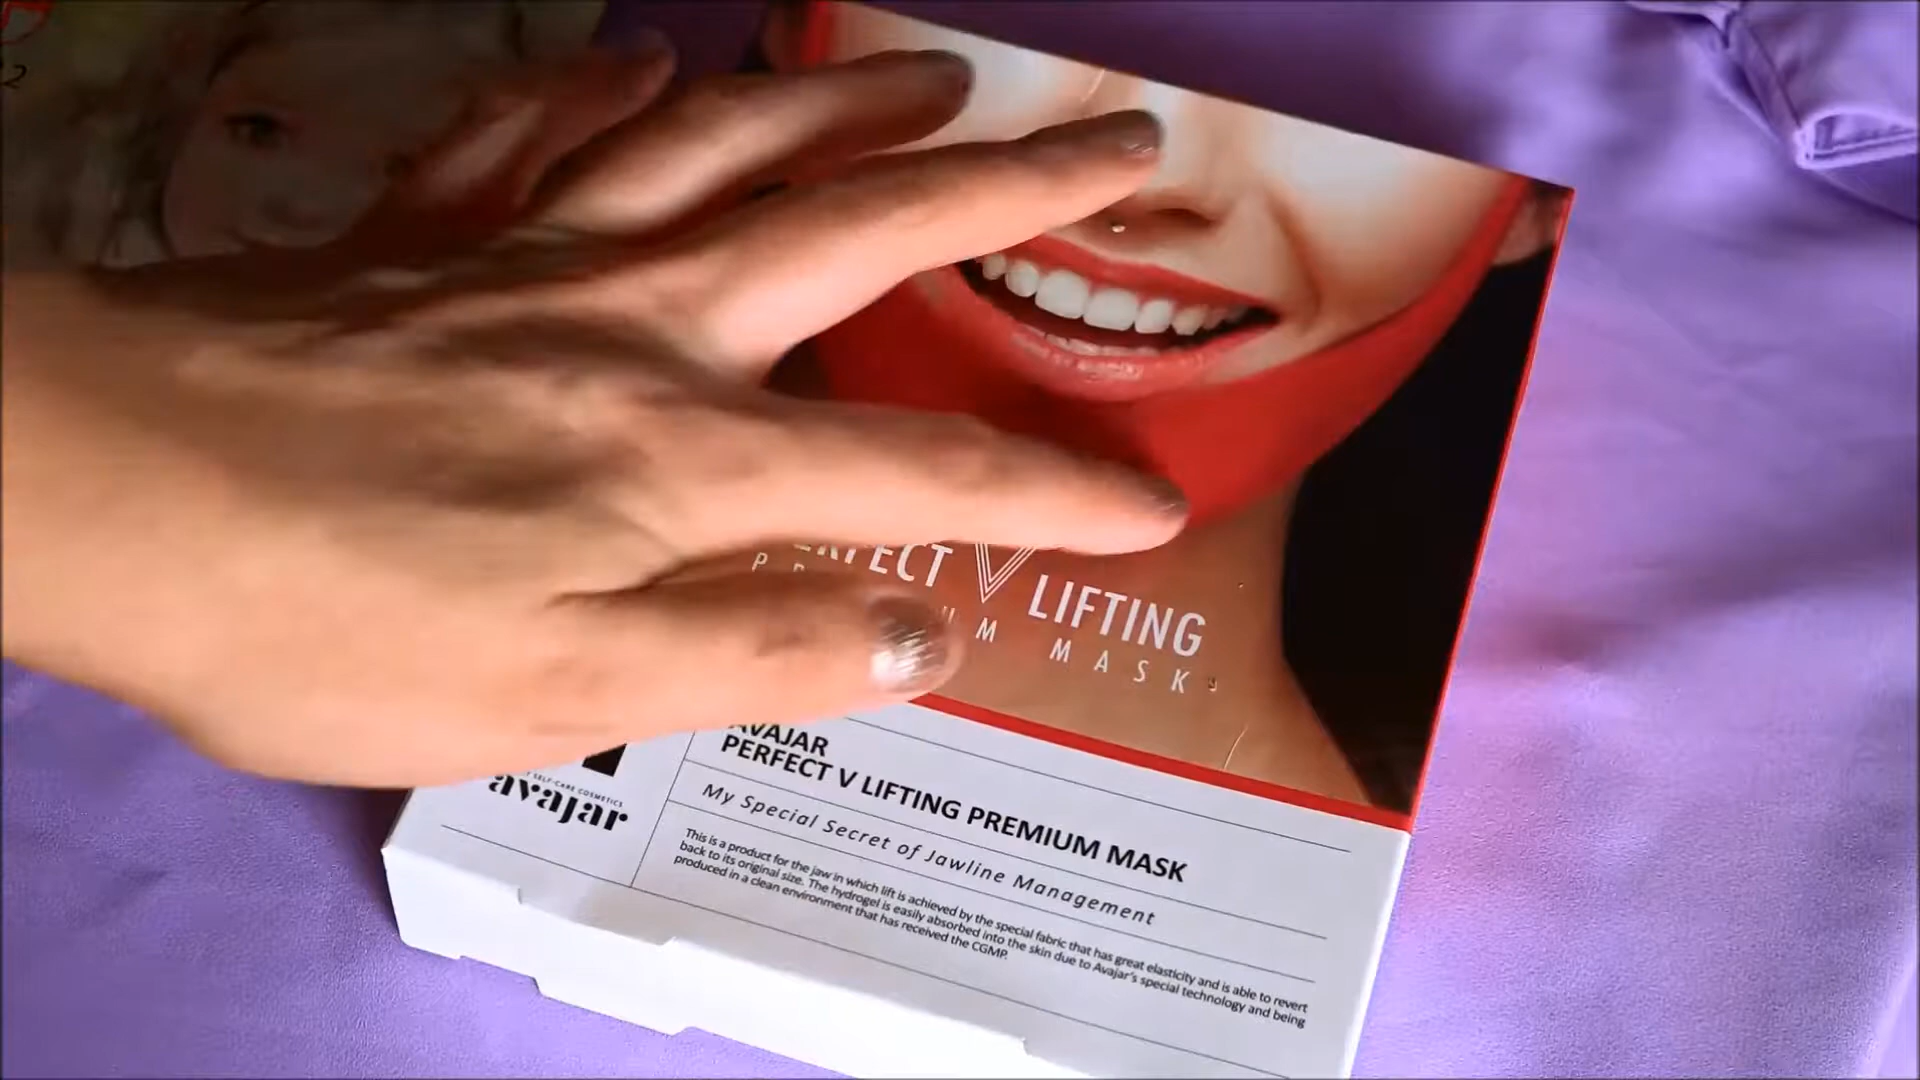 2
LIFTING
MASK
avajar
AVAJAR
PERFECT V LIFTING PREMIUM MASK
My Special Secret of Jawline Management
This is a product for the jaw in which lift is achieved by the special fabric that has great elasticity and is able to revert
back to its original size. The hydrogel is easily absorbed into the skin due to Avajar's special technology and being
produced in a clean environment that has received the CGMP.